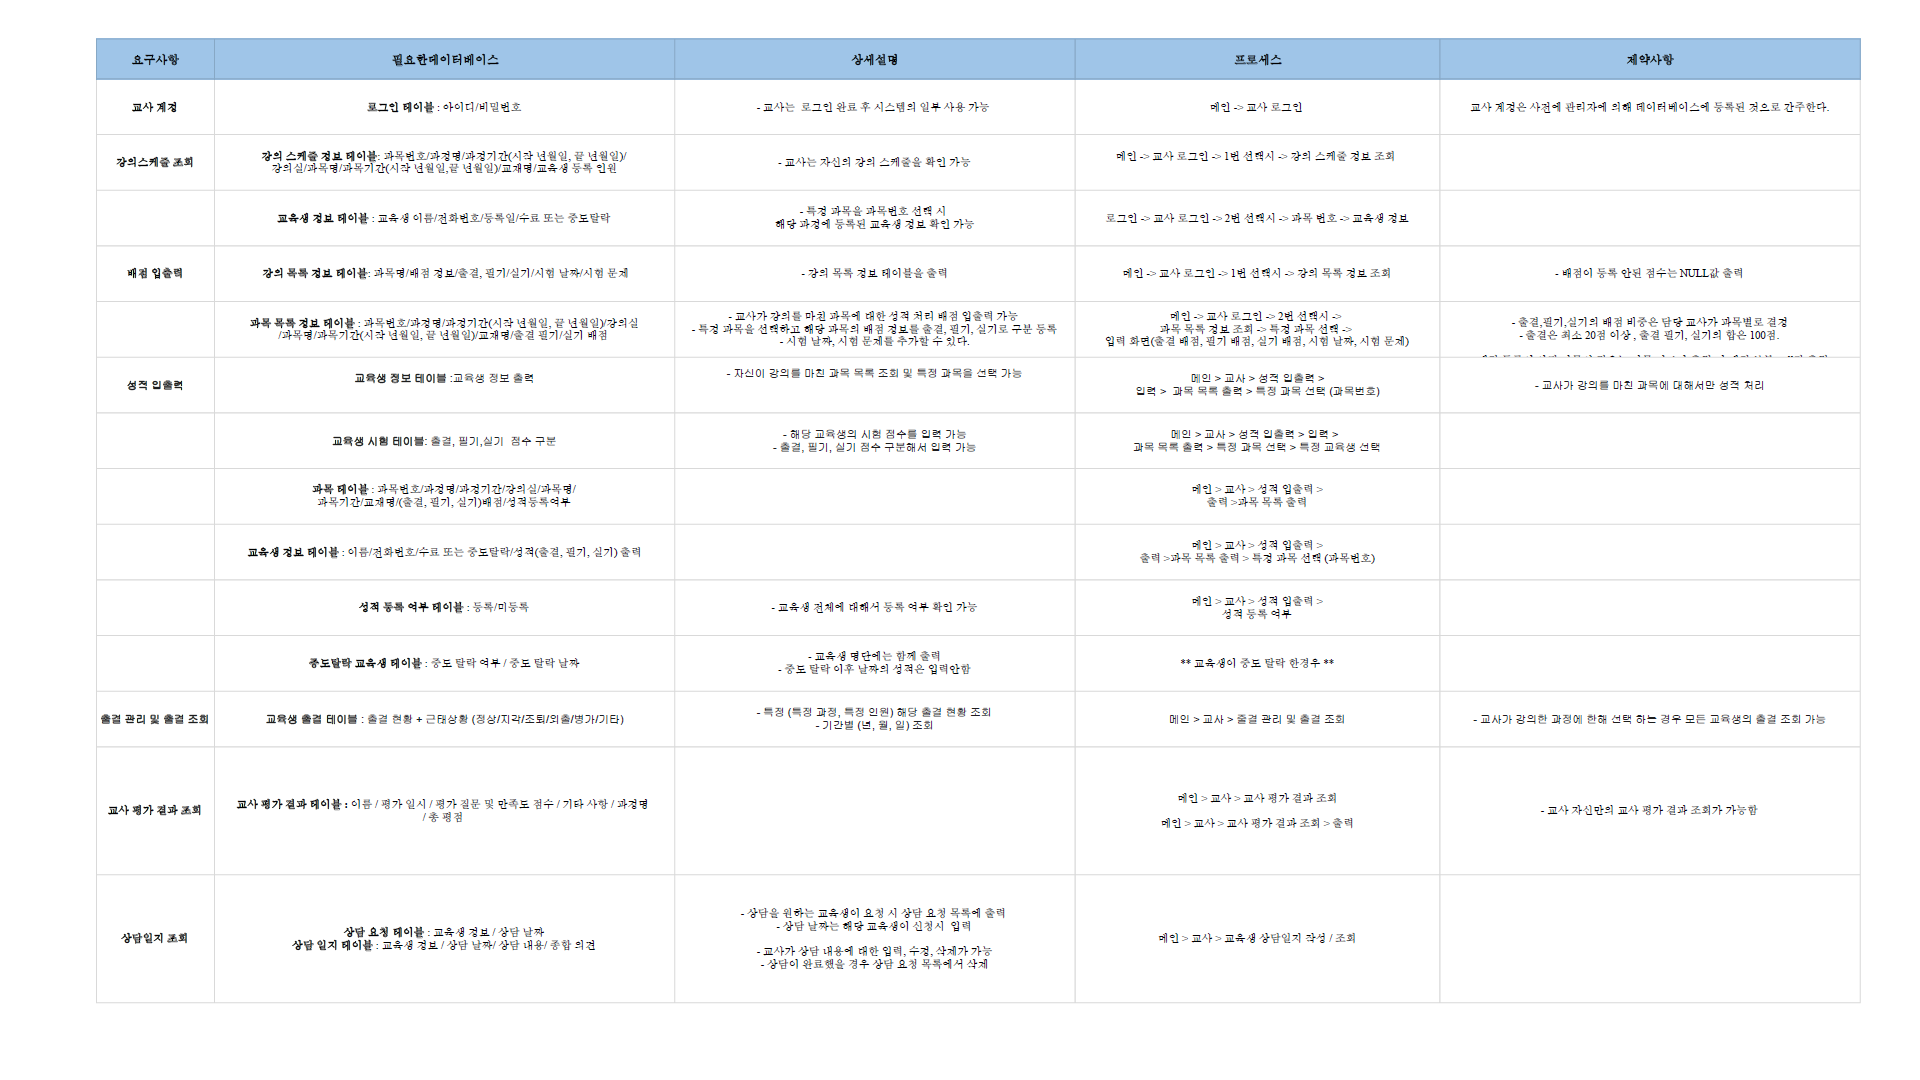 요구사항
필요한데이터베이스
상세설명
프로세스
제약사항
교사 계정
로그인 테이블 : 아이디/비밀번호
- 교사는 로그인 완료 후 시스템의 일부 사용 가능
메인 -> 교사 로그인
교사 계정은 사전에 관리자에 의해 데이터베이스에 등록된 것으로 간주한다.
강의스케줄 조회
강의 스케줄 정보 테이블: 과목번호/과정명/과정기간(시작 년월일, 끝 년월일)/
강의실/과목명/과목기간(시작 년월일,끝 년월일)/교재명/교육생 등록 인원
- 교사는 자신의 강의 스케줄을 확인 가능
메인 -> 교사 로그인 -> 1번 선택시 -> 강의 스케줄 정보 조회
교육생 정보 테이블 : 교육생 이름/전화번호/등록일/수료 또는 중도탈락
- 특정 과목을 과목번호 선택 시
해당 과정에 등록된 교육생 정보 확인 가능
로그인 -> 교사 로그인 -> 2번 선택시 -> 과목 번호 -> 교육생 정보
배점 입출력
강의 목록 정보 테이블: 과목명/배점 정보/출결, 필기/실기/시험 날짜/시험 문제
- 강의 목록 정보 테이블을 출력
메인 -> 교사 로그인 -> 1번 선택시 -> 강의 목록 정보 조회
- 배점이 등록 안된 점수는 NULL값 출력
과목 목록 정보 테이블 : 과목번호/과정명/과정기간(시작 년월일, 끝 년월일)/강의실
/과목명/과목기간(시작 년월일, 끝 년월일)/교재명/출결 필기/실기 배점
- 교사가 강의를 마친 과목에 대한 성적 처리 배점 입출력 가능
- 특정 과목을 선택하고 해당 과목의 배점 정보를 출결, 필기, 실기로 구분 등록
- 시험 날짜, 시험 문제를 추가할 수 있다.
메인 -> 교사 로그인 -> 2번 선택시 ->
과목 목록 정보 조회 -> 특정 과목 선택 ->
입력 화면(출결 배점, 필기 배점, 실기 배점, 시험 날짜, 시험 문제)
- 출결,필기,실기의 배점 비중은 담당 교사가 과목별로 결정
- 출결은 최소 20점 이상 , 출결 필기, 실기의 합은 100점.
성적 입출력
교육생 정보 테이블 :교육생 정보 출력
- 자신이 강의를 마친 과목 목록 조회 및 특정 과목을 선택 가능
메인 > 교사 > 성적 입출력 >
입력 > 과목 목록 출력 > 특정 과목 선택 (과목번호)
- 교사가 강의를 마친 과목에 대해서만 성적 처리
교육생 시험 테이블: 출결, 필기,실기 점수 구분
- 해당 교육생의 시험 점수를 입력 가능
- 출결, 필기, 실기 점수 구분해서 입력 가능
메인 > 교사 > 성적 입출력 > 입력 >
과목 목록 출력 > 특정 과목 선택 > 특정 교육생 선택
과목 테이블 : 과목번호/과정명/과정기간/강의실/과목명/
과목기간/교재명/(출결, 필기, 실기)배점/성적등록여부
메인 > 교사 > 성적 입출력 >
출력 >과목 목록 출력
교육생 정보 테이블 : 이름/전화번호/수료 또는 중도탈락/성적(출결, 필기, 실기) 출력
메인 > 교사 > 성적 입출력 >
출력 >과목 목록 출력 > 특정 과목 선택 (과목번호)
성적 등록 여부 테이블 : 등록/미등록
- 교육생 전체에 대해서 등록 여부 확인 가능
메인 > 교사 > 성적 입출력 >
성적 등록 여부
중도탈락 교육생 테이블 : 중도 탈락 여부 / 중도 탈락 날짜
- 교육생 명단에는 함께 출력
- 중도 탈락 이후 날짜의 성적은 입력안함
** 교육생이 중도 탈락 한경우 **
출결 관리 및 출결 조회
교육생 출결 테이블 : 출결 현황 + 근태상황 (정상/지각/조퇴/외출/병가/기타)
- 특정 (특정 과정, 특정 인원) 해당 출결 현황 조회
- 기간별 (년, 월, 일) 조회
메인 > 교사 > 출결 관리 및 출결 조회
- 교사가 강의한 과정에 한해 선택 하는 경우 모든 교육생의 출결 조회 가능
교사 평가 결과 조회
교사 평가 결과 테이블 : 이름 / 평가 일시 / 평가 질문 및 만족도 점수 / 기타 사항 / 과정명
/ 총 평점
메인 > 교사 > 교사 평가 결과 조회
메인 > 교사 > 교사 평가 결과 조회 > 출력
- 교사 자신만의 교사 평가 결과 조회가 가능함
상담일지 조회
상담 요청 테이블 : 교육생 정보 / 상담 날짜
상담 일지 테이블 : 교육생 정보 / 상담 날짜/ 상담 내용/ 종합 의견
- 상담을 원하는 교육생이 요청 시 상담 요청 목록에 출력
- 상담 날짜는 해당 교육생이 신청시 입력
- 교사가 상담 내용에 대한 입력, 수정, 삭제가 가능
- 상담이 완료했을 경우 상담 요청 목록에서 삭제
메인 > 교사 > 교육생 상담일지 작성 / 조회